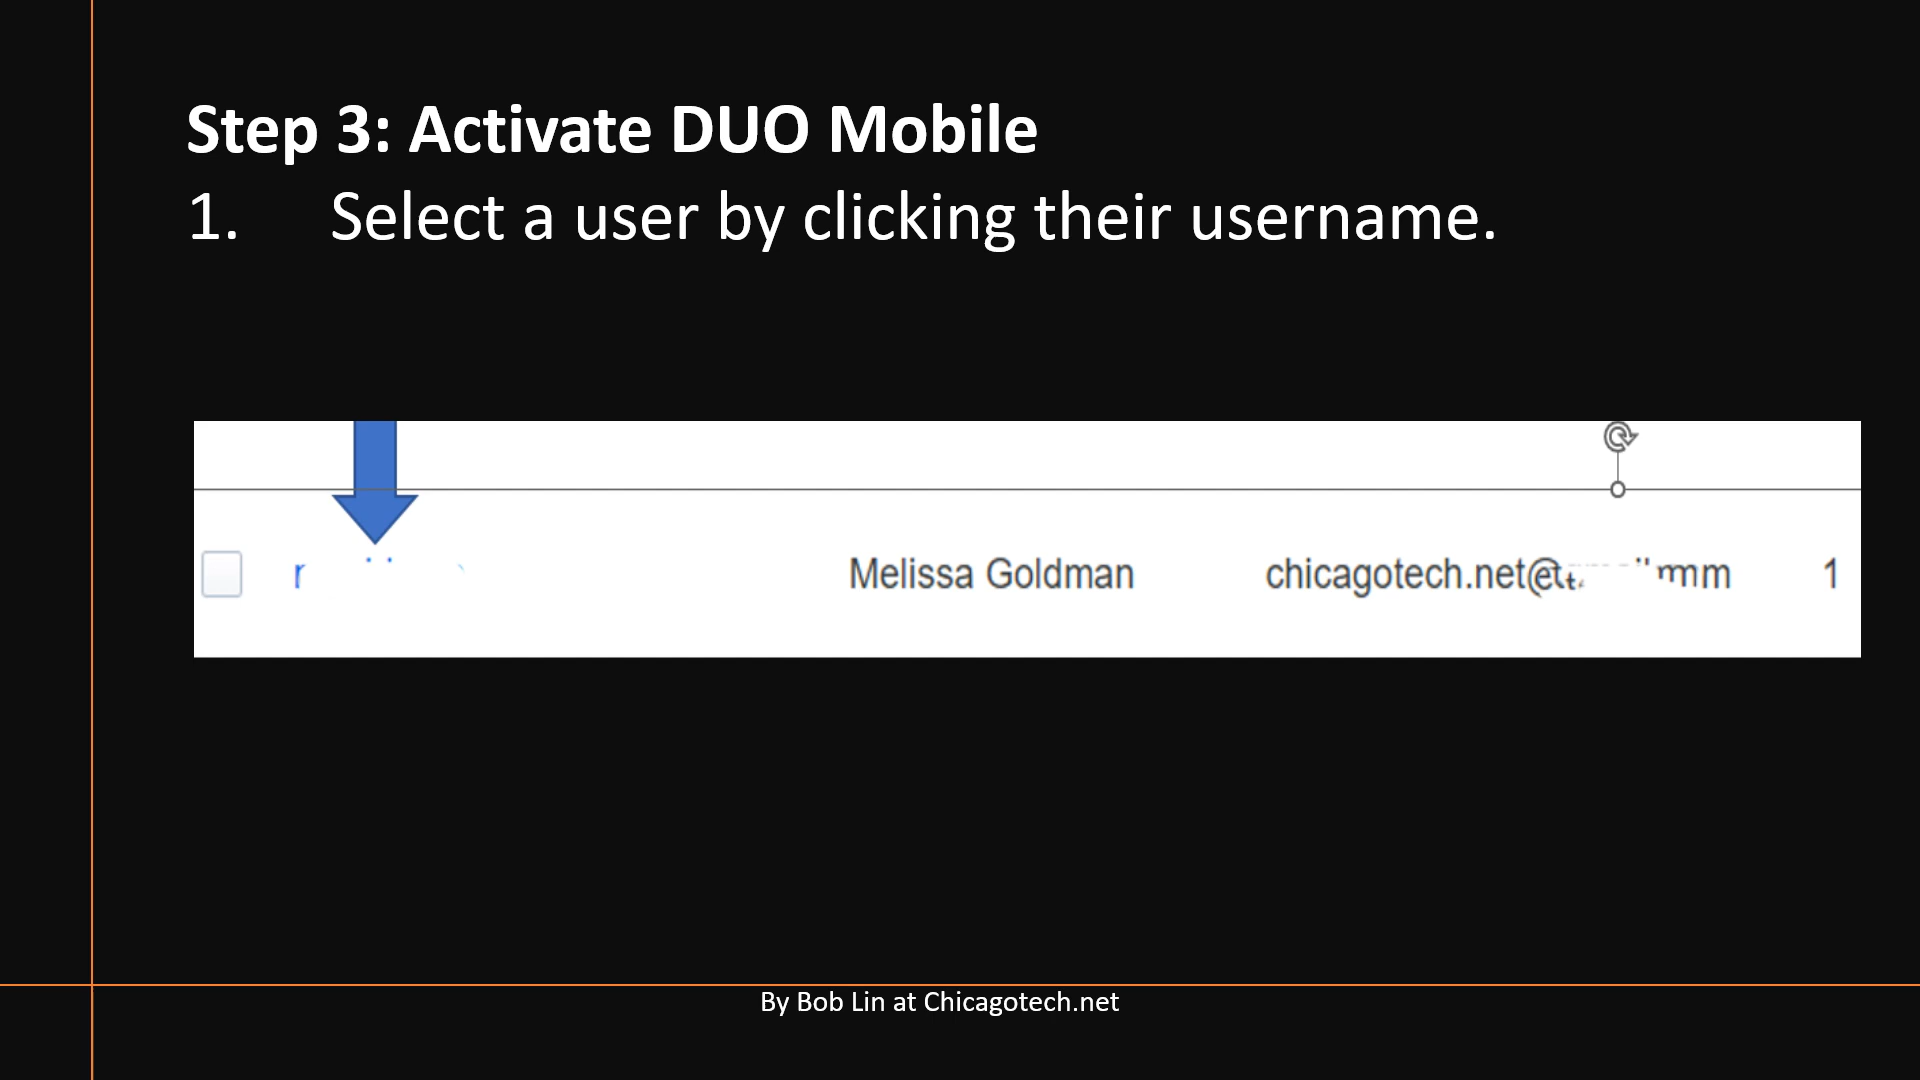 Step 3: Activate DUO Mobile
1. Select a user by clicking their username.
Melissa Goldman 1
By Bob Lin at Chicagotech.net